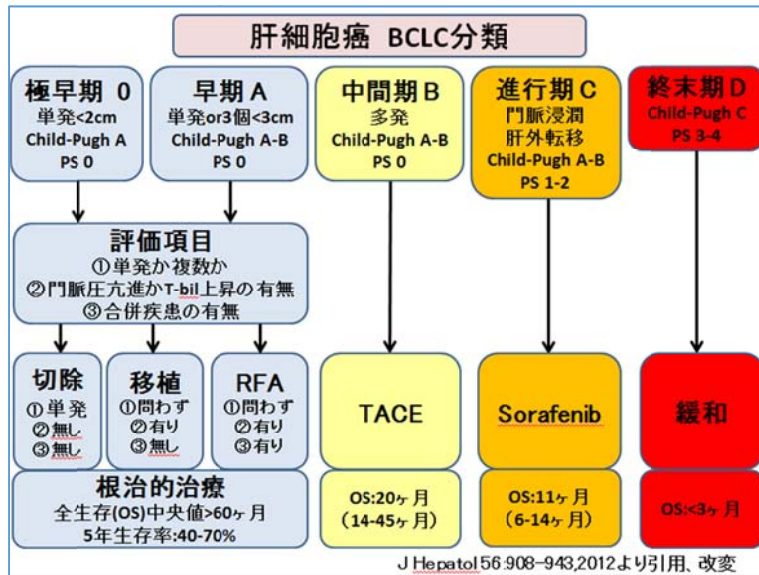 肝細胞癌 BCLC分類
極早期 0
単発<2cm
Child-Pugh A
PS 0
早期A
単発or3個<3cm
Child-Pugh A-B
PS 0
中間期B
多発
Child-Pugh A-B
PS 0
進行期C
門脈浸潤
肝外転移
Child-Pugh A-B
PS 1-2
終末期D
Child-Pugh C
PS 3-4
評価項目
①単発か複数か
②門脈圧亢進かT-bil上昇の有無
③合併疾患の有無
切除
①単発
②無し
③無し
移植
①問わず
②有り
③無し
RFA
①問わず
②有り
③有り
TACE
Sorafenib
緩和
根治的治療
全生存(OS)中央値>60ヶ月
5年生存率:40-70%
OS:20ヶ月
(14-45ヶ月)
OS:11ヶ月
(6-14ヶ月)
OS:<3ヶ月
J Hepatol 56:908-943,2012より引用、改変